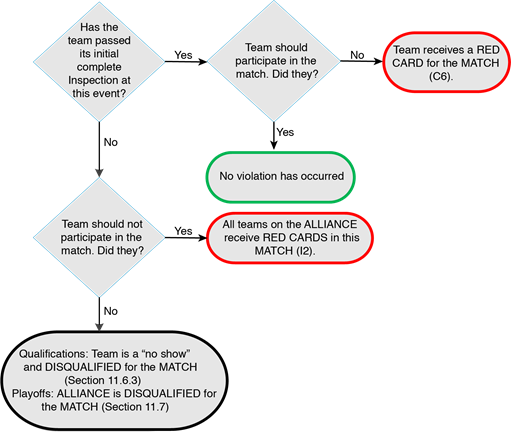 Has the
team passed
its initial
complete
Inspection at
this event?
Yes
Team should
participate in the
match. Did they?
No
Team receives a RED
CARD for the MATCH
(C6).
No
Yes
No violation has occurred
Team should not
participate in the
match. Did they?
Yes
All teams on the ALLIANCE
receive RED CARDS in this
MATCH (I2).
No
Qualifications: Team is a “no show”
and DISQUALIFIED for the MATCH
(Section 11.6.3)
Playoffs: ALLIANCE is DISQUALIFIED for
the MATCH (Section 11.7)